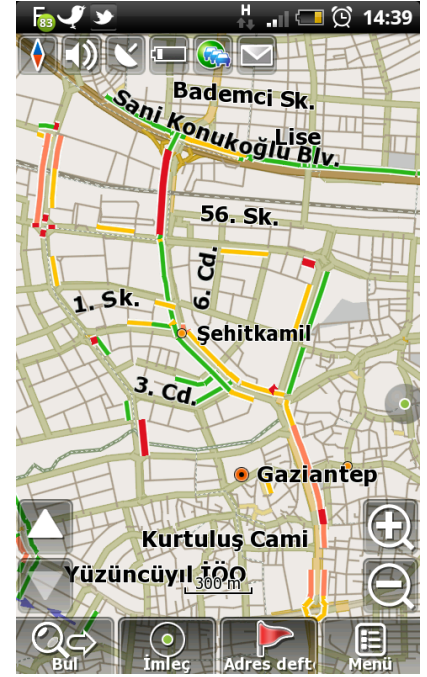 F 83 H 14:39
Bademci Sk.
Sani Konukoğlu Blv.
Lise
56. Sk.
6. Cd.
1. Sk.
Şehitkamil
3. Cd.
Gaziantep
Kurtuluş Cami
Yüzüncüyıl İÖO
300 m
Bul İmleç Adres deft Menü